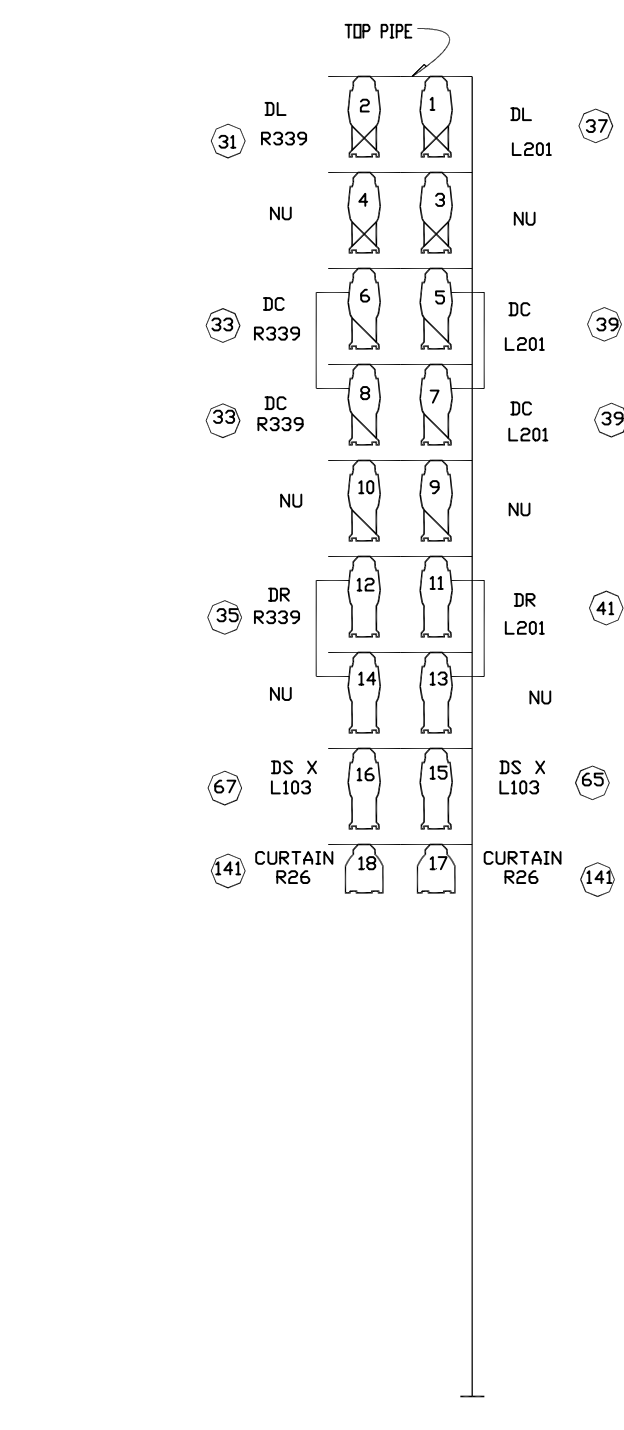 TOP PIPE
DL
R339
31
2
1
DL
L201
37
NU
4
3
NU
DC
R339
33
6
5
DC
L201
39
DC
R339
33
8
7
DC
L201
39
NU
10
9
NU
DR
R339
35
12
11
DR
L201
41
NU
14
13
NU
DS X
L103
67
16
15
DS X
L103
65
CURTAIN
R26
141
18
17
CURTAIN
R26
141